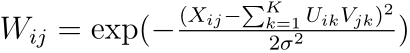 W_{ij} = \exp(-\frac{(X_{ij}-\sum_{k=1}^{K} U_{ik}V_{jk})^2}{2\sigma^2})